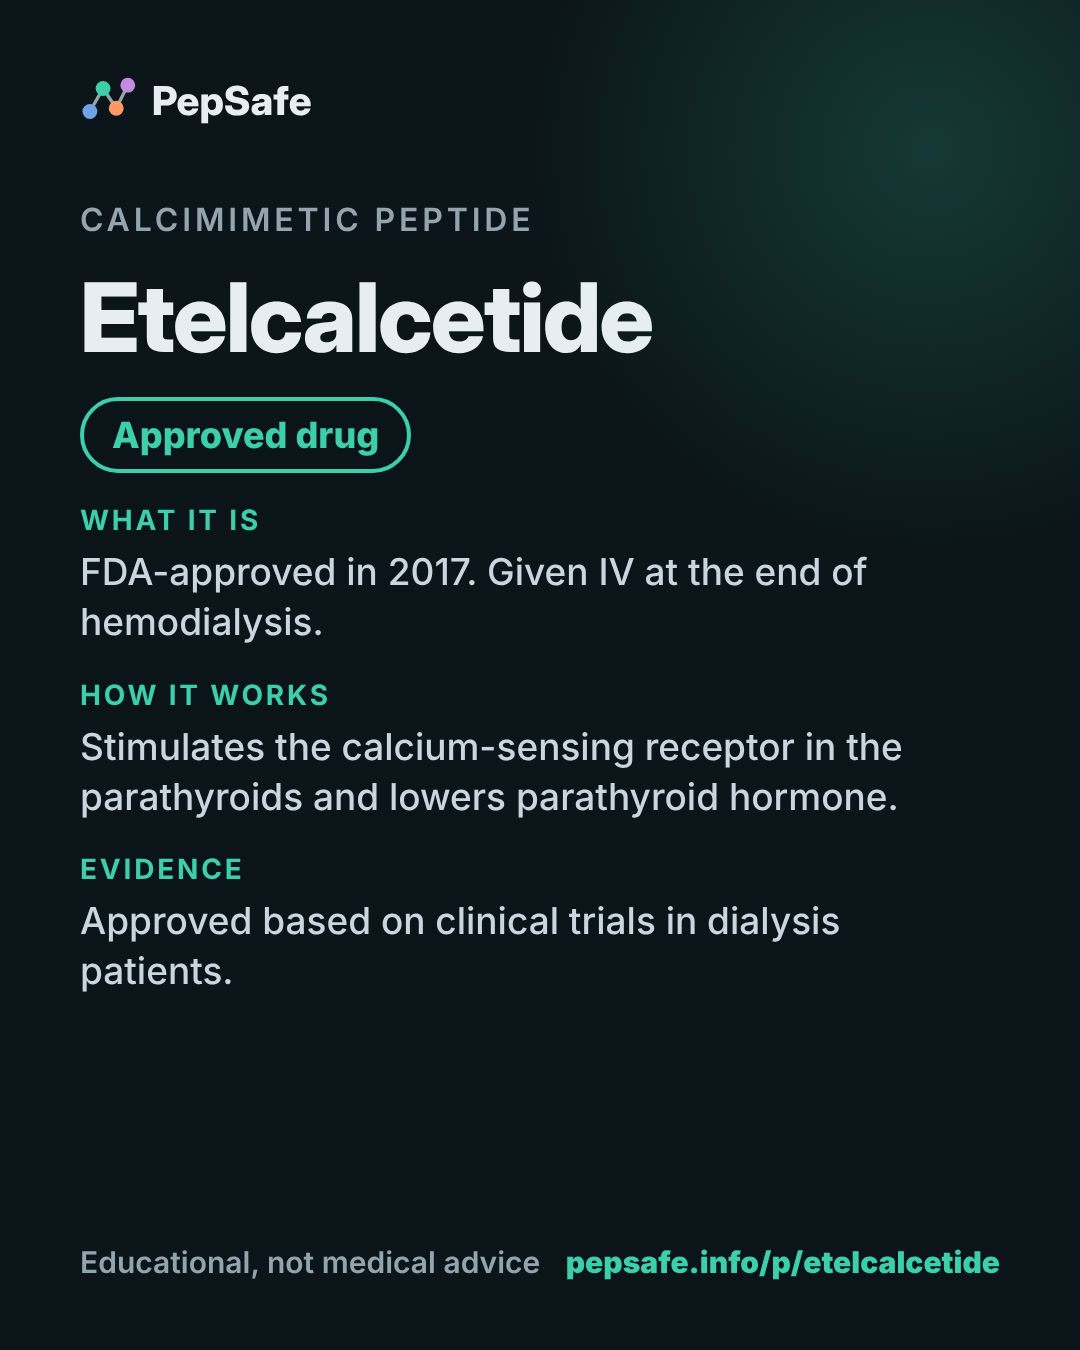 PepSafe
CALCIMIMETIC PEPTIDE
Etelcalcetide
Approved drug
WHAT IT IS
FDA-approved in 2017. Given IV at the end of
hemodialysis.
HOW IT WORKS
Stimulates the calcium-sensing receptor in the
parathyroids and lowers parathyroid hormone.
EVIDENCE
Approved based on clinical trials in dialysis
patients.
Educational, not medical advice pepsafe.info/p/etelcalcetide